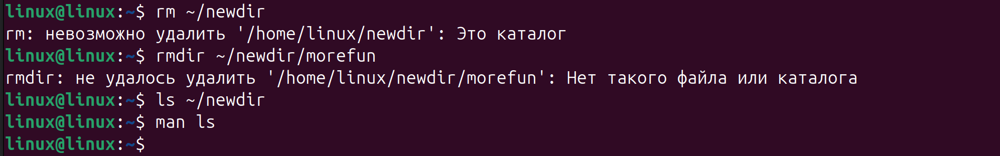 linux@linux:~$ rm ~/newdir
rm: невозможно удалить '/home/linux/newdir': Это каталог
linux@linux:~$ rmdir ~/newdir/morefun
rmdir: не удалось удалить '/home/linux/newdir/morefun': Нет такого файла или каталога
linux@linux:~$ ls ~/newdir
linux@linux:~$ man ls
linux@linux:~$